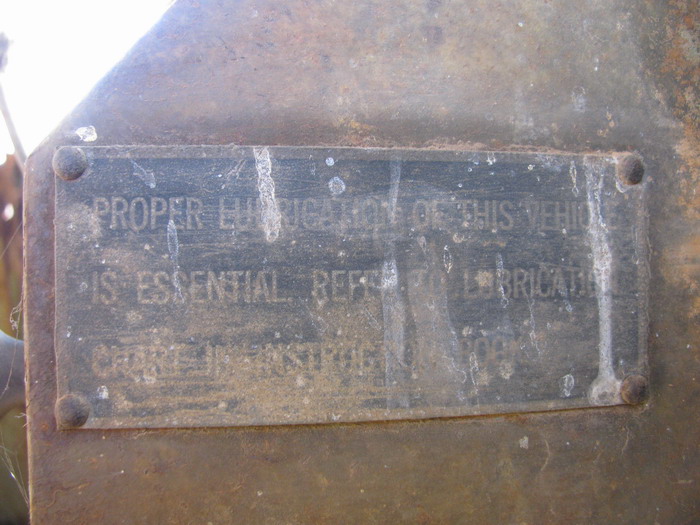 PROPER LUBRICATION OF THIS VEHICLE
IS ESSENTIAL. REFER TO LUBRICATION
CHART IN INSTRUCTION BOOK